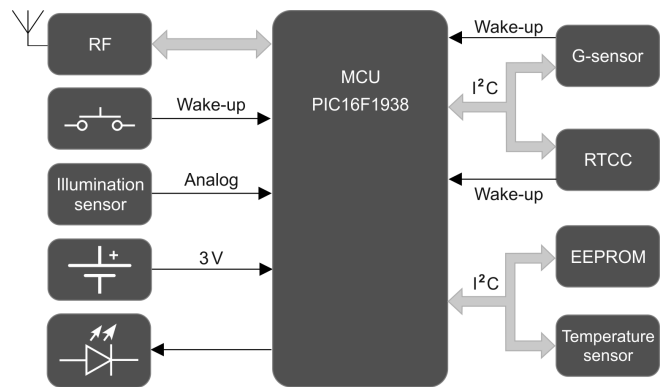 RF
Wake-up
Illumination
sensor
Analog
+
3 V
MCU
PIC16F1938
Wake-up
G-sensor
I²C
RTCC
Wake-up
EEPROM
I²C
Temperature
sensor